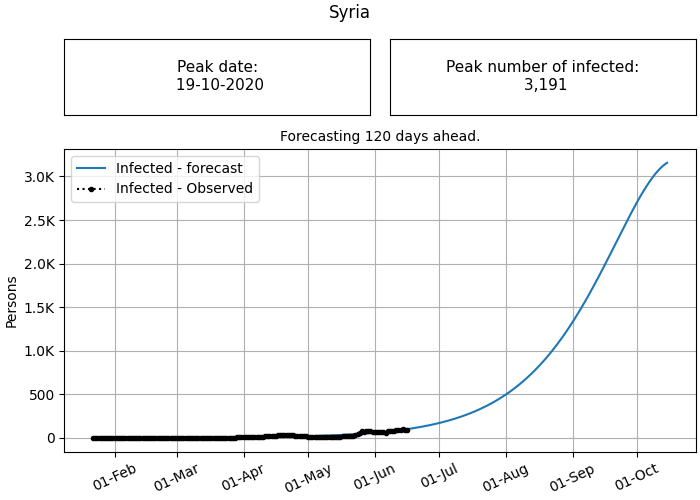 Syria
Peak date:
19-10-2020
Peak number of infected:
3,191
Forecasting 120 days ahead.
Infected - forecast
Infected - Observed
3.0K
2.5K
2.0K
1.5K
1.0K
500
0
Persons
01-Feb
01-Mar
01-Apr
01-May
01-Jun
01-Jul
01-Aug
01-Sep
01-Oct